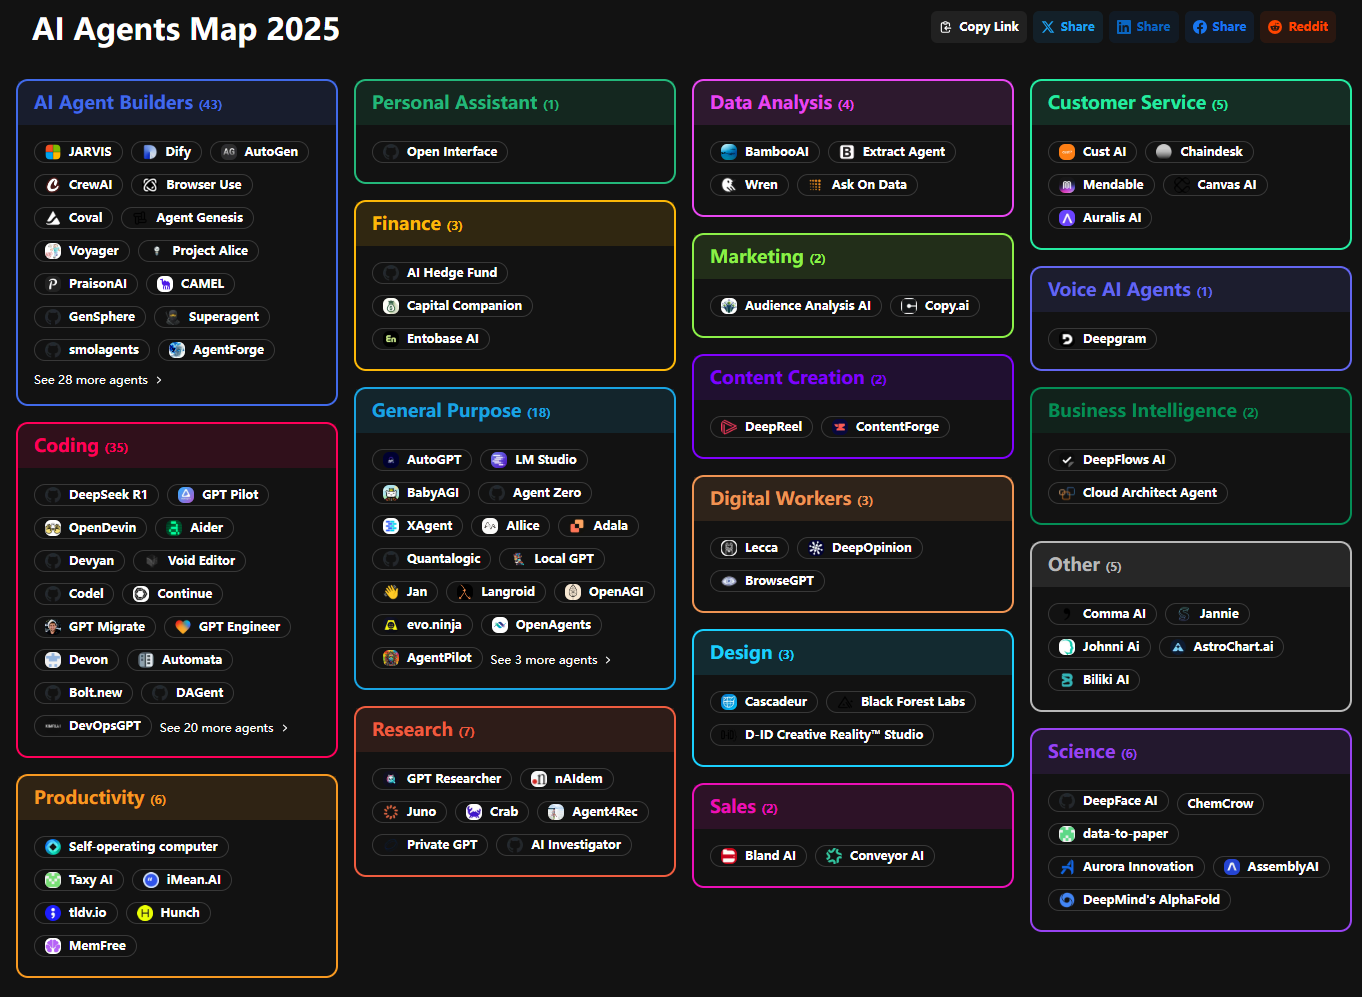 AI Agents Map 2025
Copy Link
Share
Share
Share
Reddit
AI Agent Builders (43)
JARVIS Dify AutoGen
CrewAI Browser Use
Coval Agent Genesis
Voyager Project Alice
PraisonAI CAMEL
GenSphere Superagent
smolagents AgentForge
See 28 more agents
Coding (35)
DeepSeek R1 GPT Pilot
OpenDevin Aider
Devyan Void Editor
Codel Continue
GPT Migrate GPT Engineer
Devon Automata
Bolt.new DAGent
DevOpsGPT See 20 more agents
Productivity (6)
Self-operating computer
Taxy AI iMean.AI
tldv.io Hunch
MemFree
Personal Assistant (1)
Open Interface
Finance (3)
AI Hedge Fund
Capital Companion
Entobase AI
General Purpose (18)
AutoGPT LM Studio
BabyAGI Agent Zero
XAgent AIlice Adala
Quantalogic Local GPT
Jan Langroid OpenAGI
evo.ninja OpenAgents
AgentPilot See 3 more agents
Research (7)
GPT Researcher nAIdem
Juno Crab Agent4Rec
Private GPT AI Investigator
Data Analysis (4)
BambooAI Extract Agent
Wren Ask On Data
Marketing (2)
Audience Analysis AI Copy.ai
Content Creation (2)
DeepReel ContentForge
Digital Workers (3)
Lecca DeepOpinion
BrowseGPT
Design (3)
Cascadeur Black Forest Labs
D-ID Creative Reality™ Studio
Sales (2)
Bland AI Conveyor AI
Customer Service (5)
Cust AI Chaindesk
Mendable Canvas AI
Auralis AI
Voice AI Agents (1)
Deepgram
Business Intelligence (2)
DeepFlows AI
Cloud Architect Agent
Other (5)
Comma AI Jannie
Johnni Ai AstroChart.ai
Biliki AI
Science (6)
DeepFace AI ChemCrow
data-to-paper
Aurora Innovation AssemblyAI
DeepMind's AlphaFold